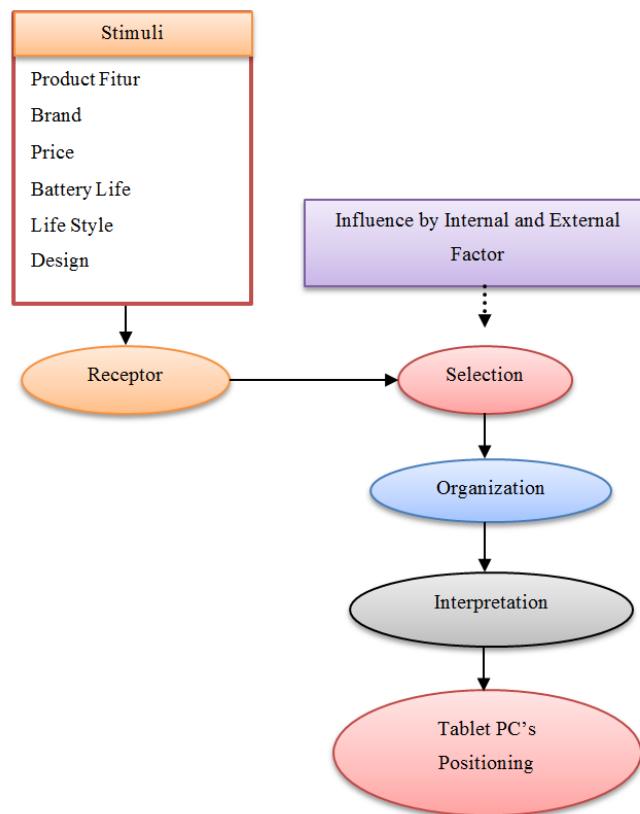 Stimuli
Product Fitur
Brand
Price
Battery Life
Life Style
Design
Influence by Internal and External
Factor
Receptor
Selection
Organization
Interpretation
Tablet PC’s
Positioning